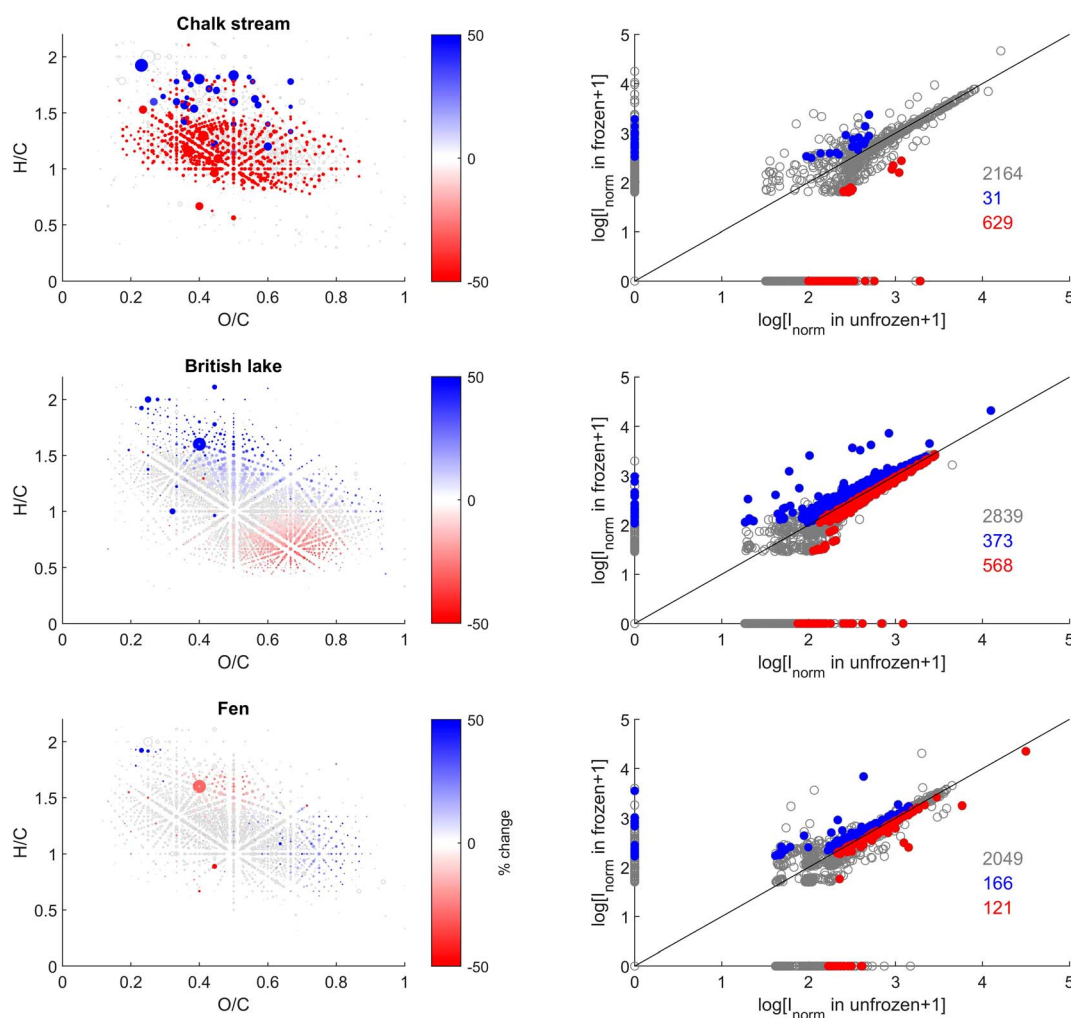 Chalk stream
H/C
2
1.5
1
0.5
0
0 0.2 0.4 0.6 0.8 1
O/C
50
0
-50
log[I_norm in frozen+1]
5
4
3
2
1
0
0 1 2 3 4 5
log[I_norm in unfrozen+1]
2164
31
629
British lake
H/C
2
1.5
1
0.5
0
0 0.2 0.4 0.6 0.8 1
O/C
50
0
-50
log[I_norm in frozen+1]
5
4
3
2
1
0
0 1 2 3 4 5
log[I_norm in unfrozen+1]
2839
373
568
Fen
H/C
2
1.5
1
0.5
0
0 0.2 0.4 0.6 0.8 1
O/C
50
0
-50
% change
log[I_norm in frozen+1]
5
4
3
2
1
0
0 1 2 3 4 5
log[I_norm in unfrozen+1]
2049
166
121